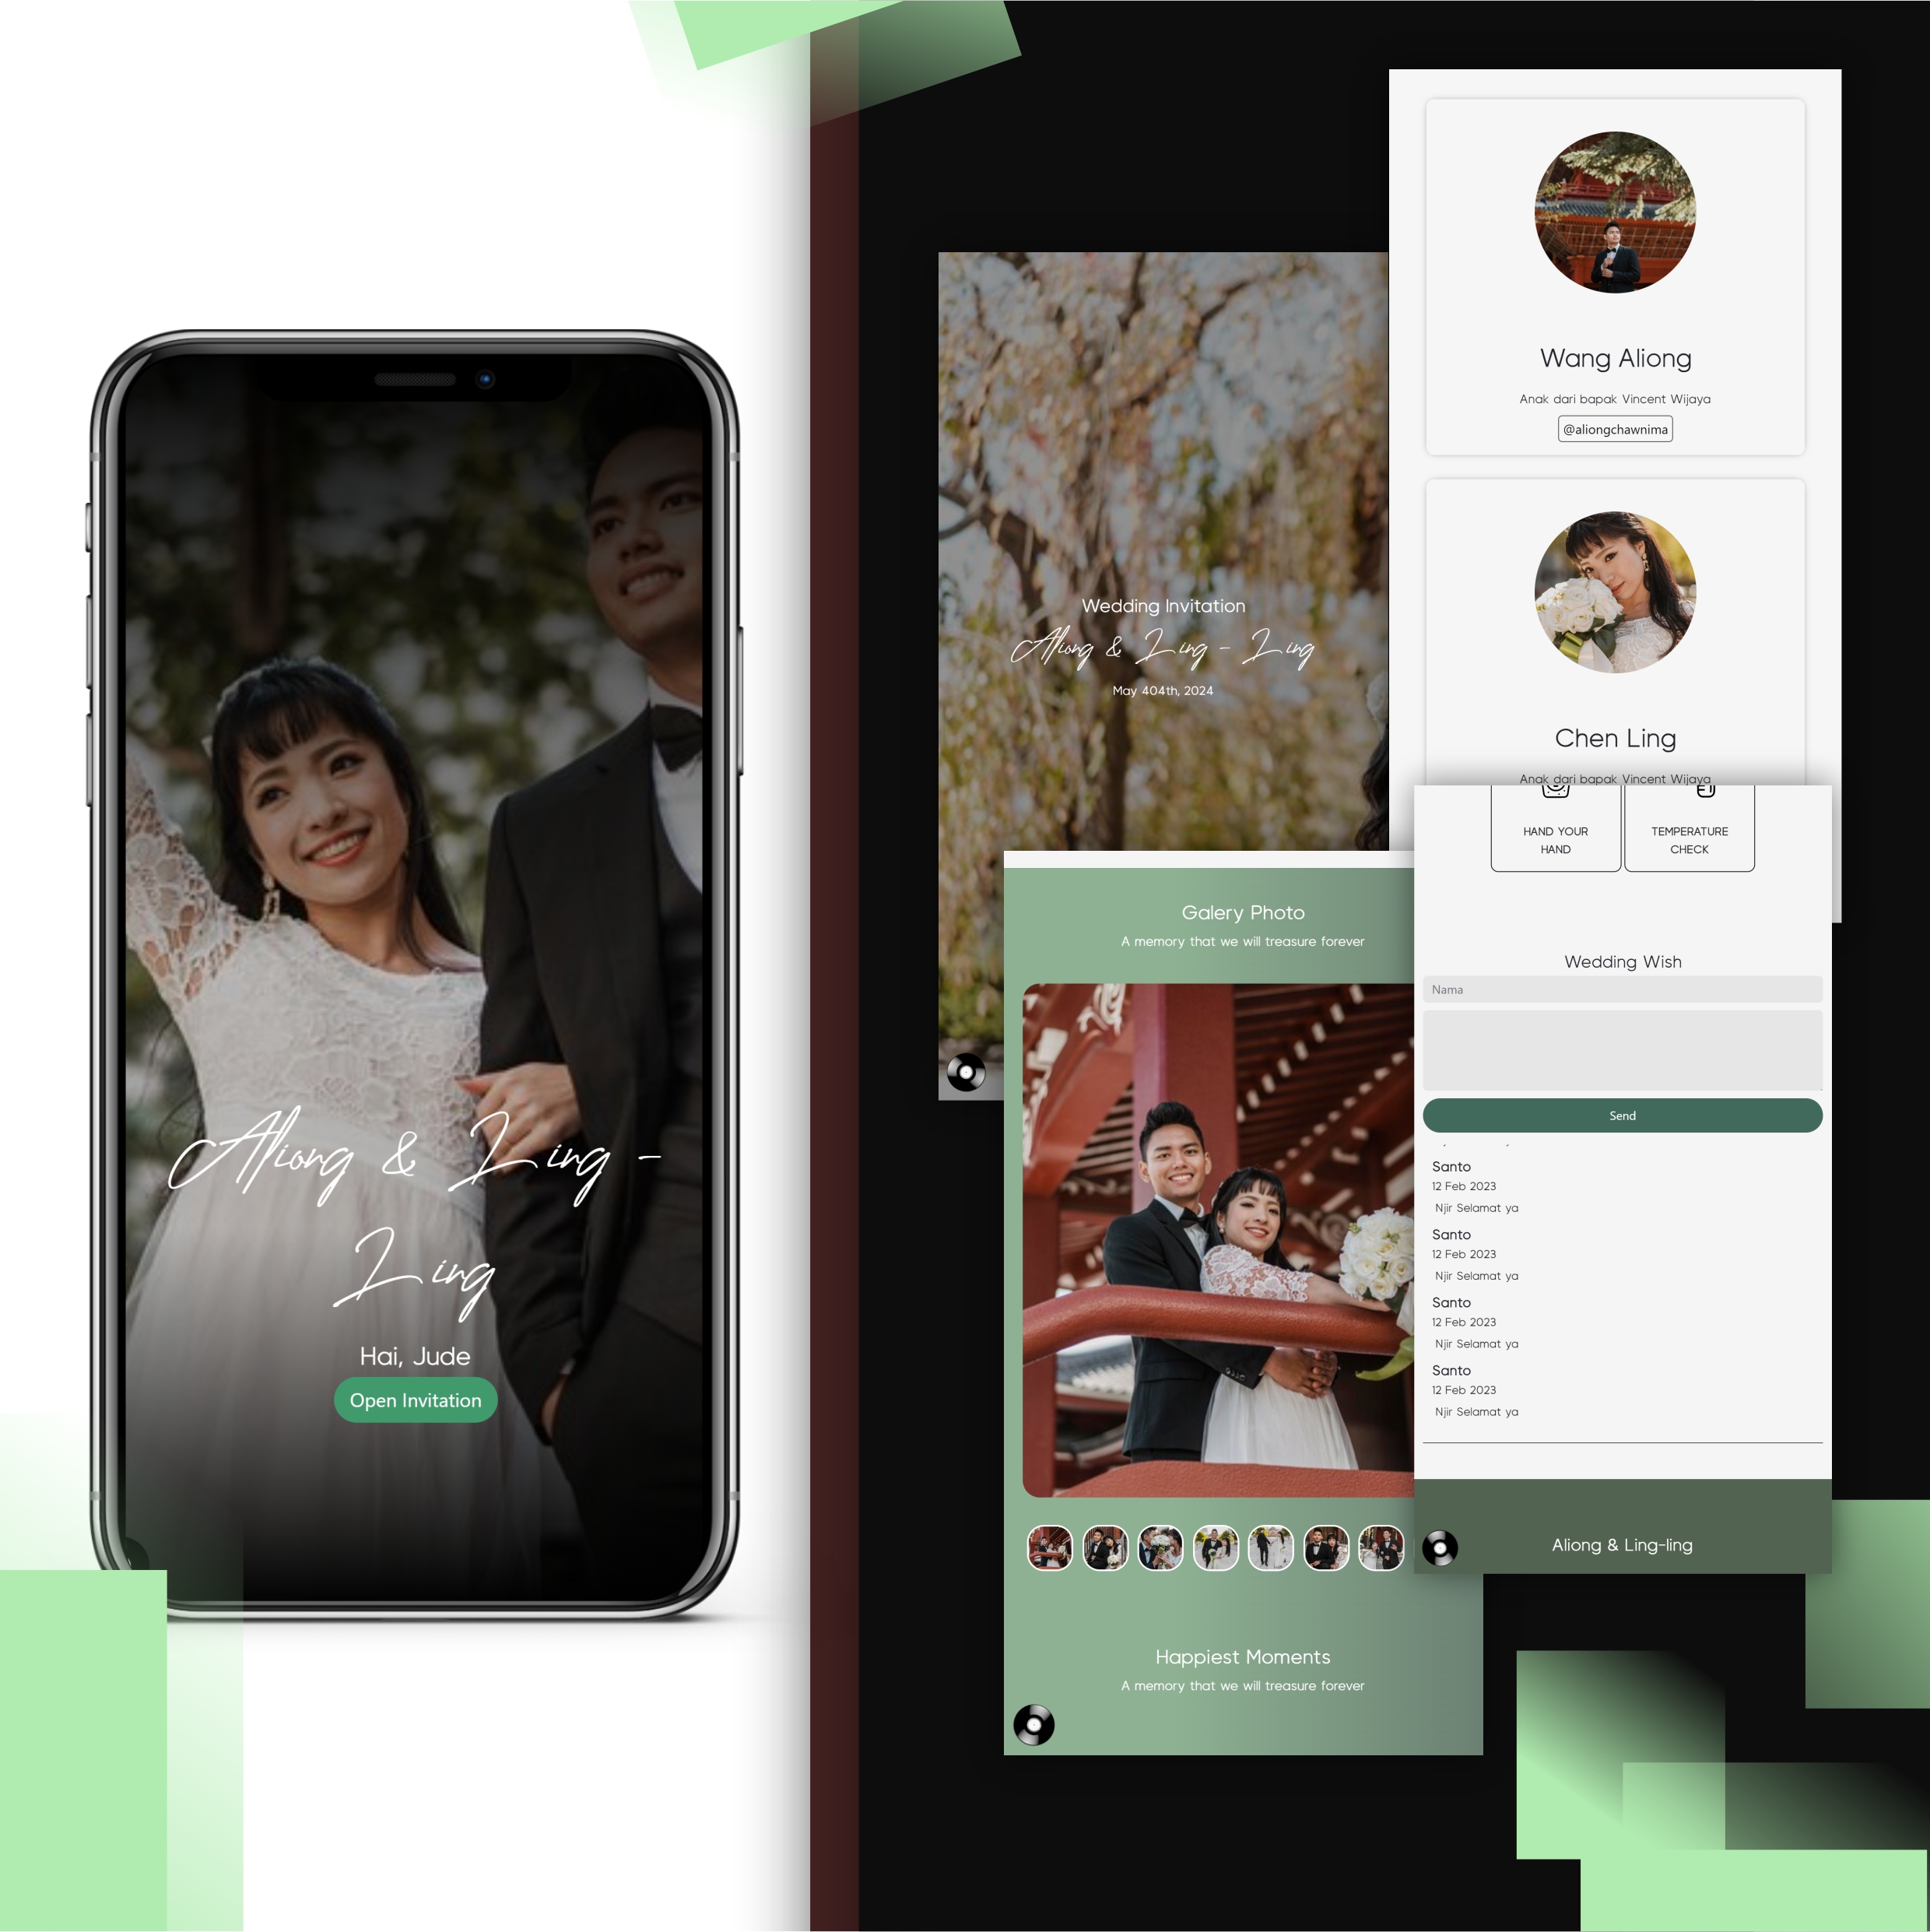 Aliong & Ling -
Ling
Hai, Jude
Open Invitation
Wedding Invitation
Aliong & Ling - Ling
May 404th, 2024
Wang Aliong
Anak dari bapak Vincent Wijaya
@aliongchawnima
Chen Ling
Anak dari bapak Vincent Wijaya
HAND YOUR
HAND
TEMPERATURE
CHECK
Galery Photo
A memory that we will treasure forever
Happiest Moments
A memory that we will treasure forever
Wedding Wish
Nama
Send
Santo
12 Feb 2023
Njir Selamat ya
Santo
12 Feb 2023
Njir Selamat ya
Santo
12 Feb 2023
Njir Selamat ya
Santo
12 Feb 2023
Njir Selamat ya
Aliong & Ling-ling